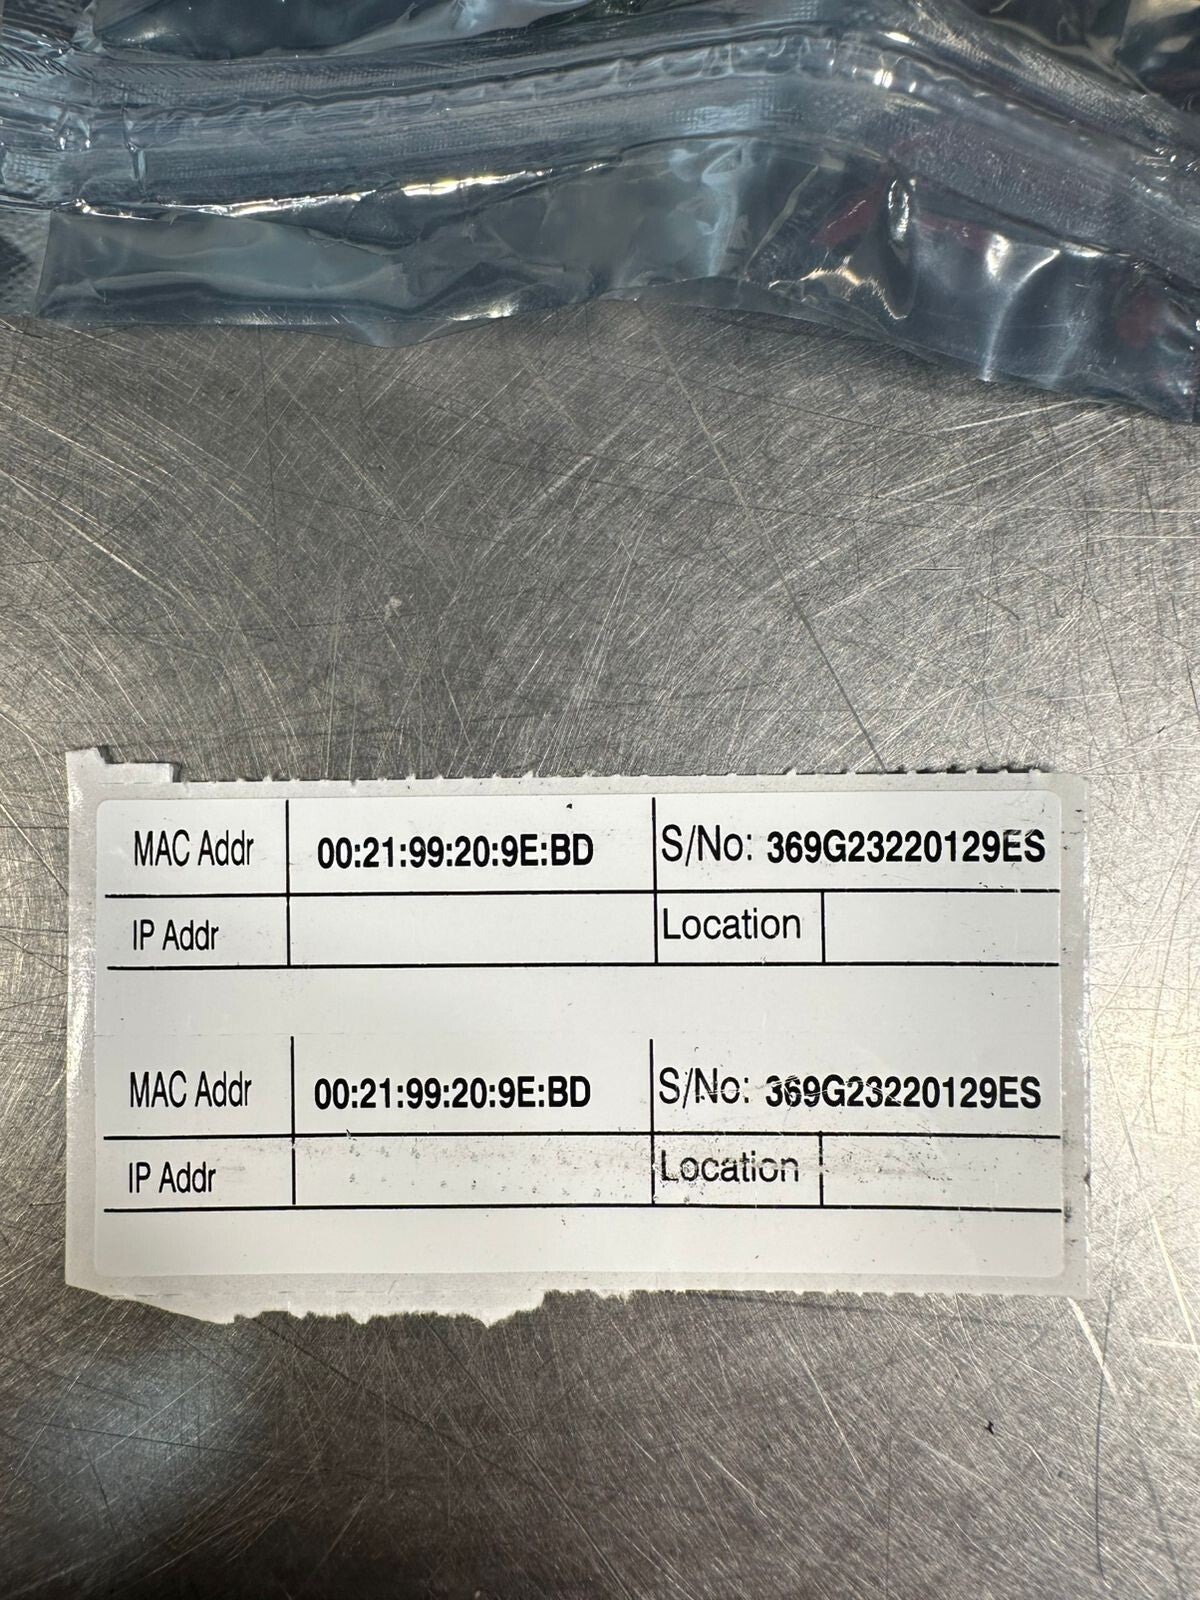 MAC Addr 00:21:99:20:9E:BD S/No: 369G23220129ES
IP Addr Location
MAC Addr 00:21:99:20:9E:BD S/No: 369G23220129ES
IP Addr Location